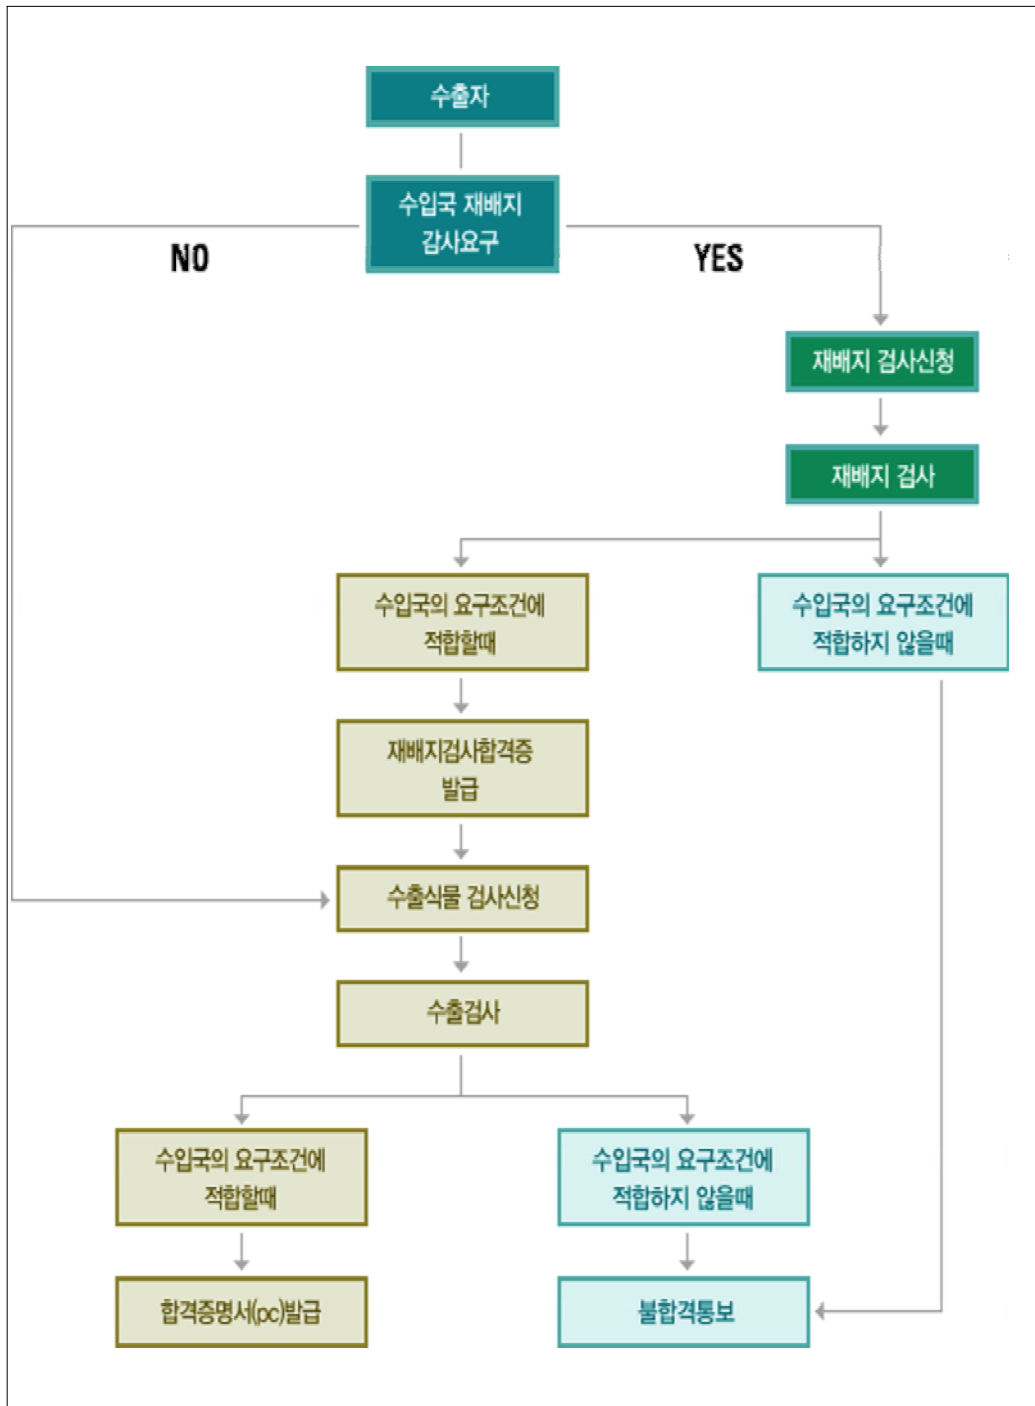 수출자
수입국 재배지
감사요구
NO
YES
재배지 검사신청
재배지 검사
수입국의 요구조건에
적합할때
수입국의 요구조건에
적합하지 않을때
재배지검사합격증
발급
수출식물 검사신청
수출검사
수입국의 요구조건에
적합할때
수입국의 요구조건에
적합하지 않을때
합격증명서(pc)발급
불합격통보